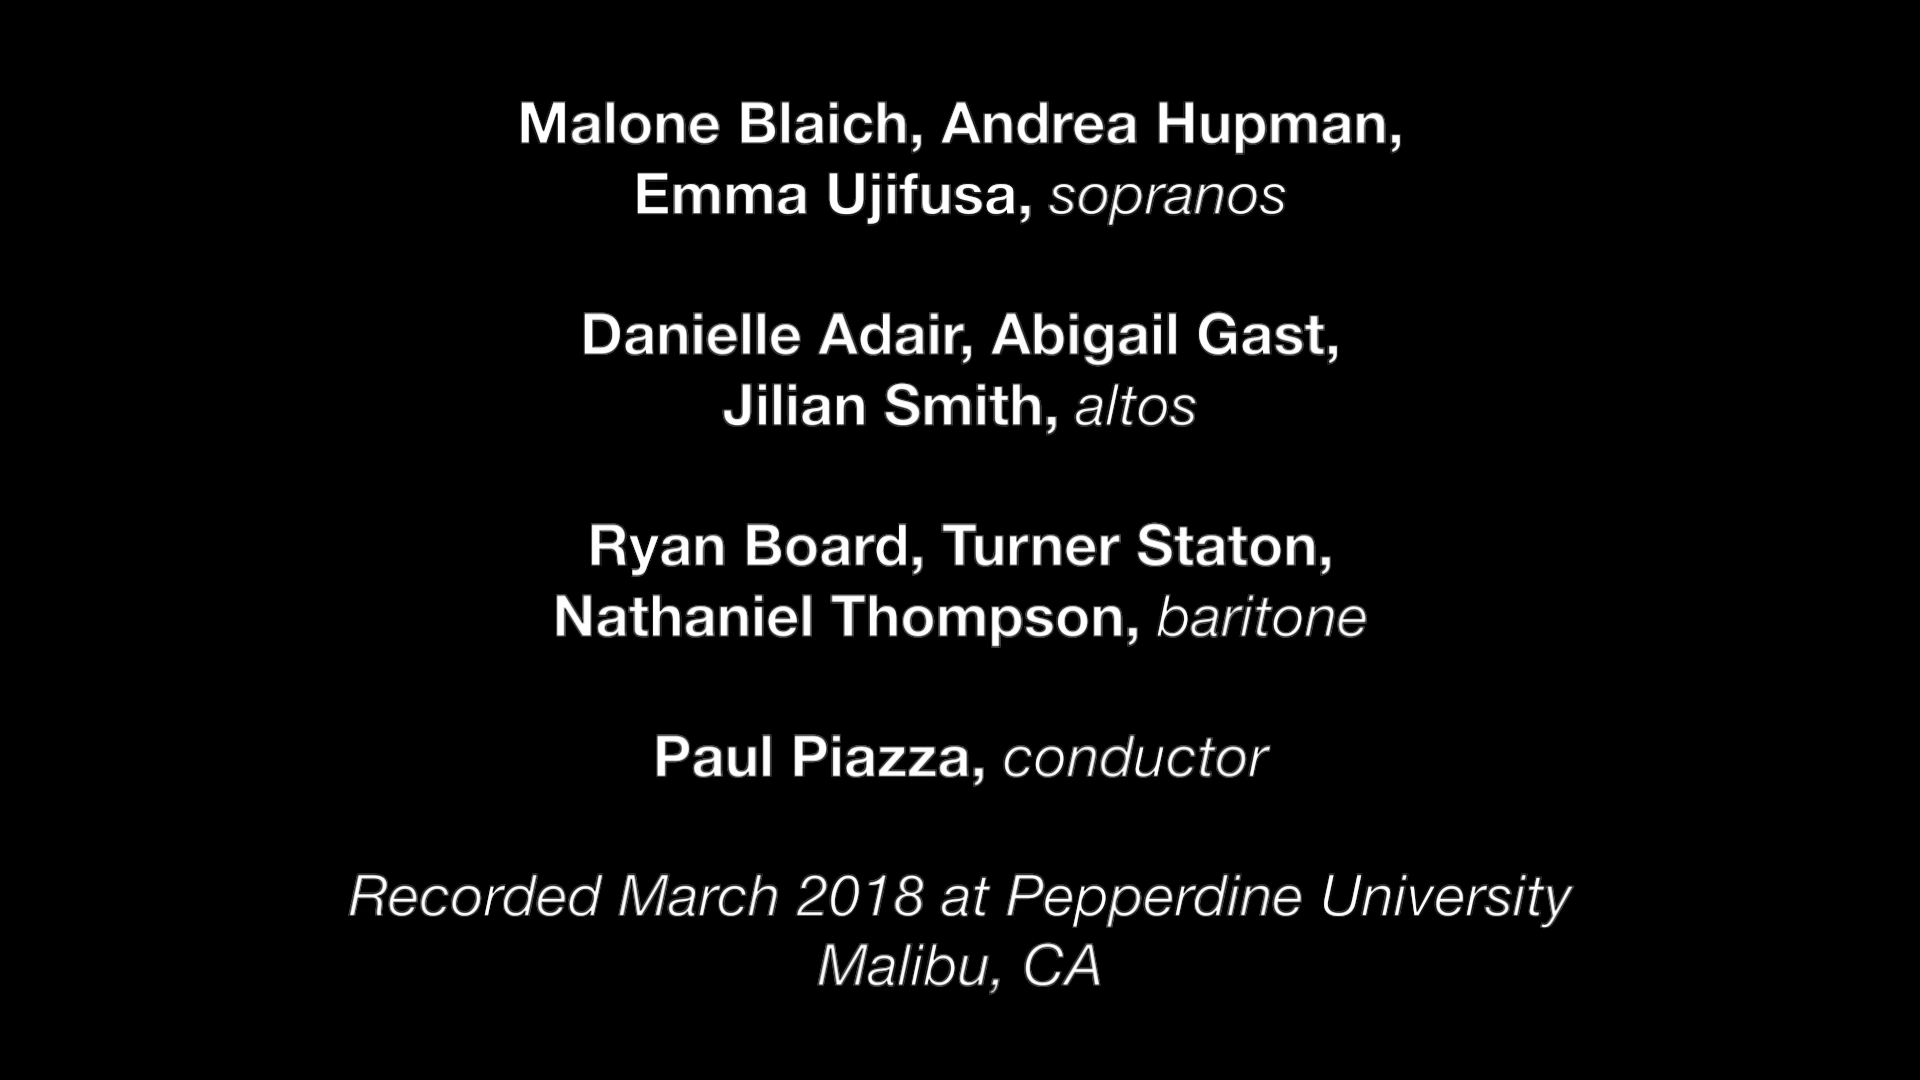 Malone Blaich, Andrea Hupman,
Emma Ujifusa, sopranos
Danielle Adair, Abigail Gast,
Jilian Smith, altos
Ryan Board, Turner Staton,
Nathaniel Thompson, baritone
Paul Piazza, conductor
Recorded March 2018 at Pepperdine University
Malibu, CA